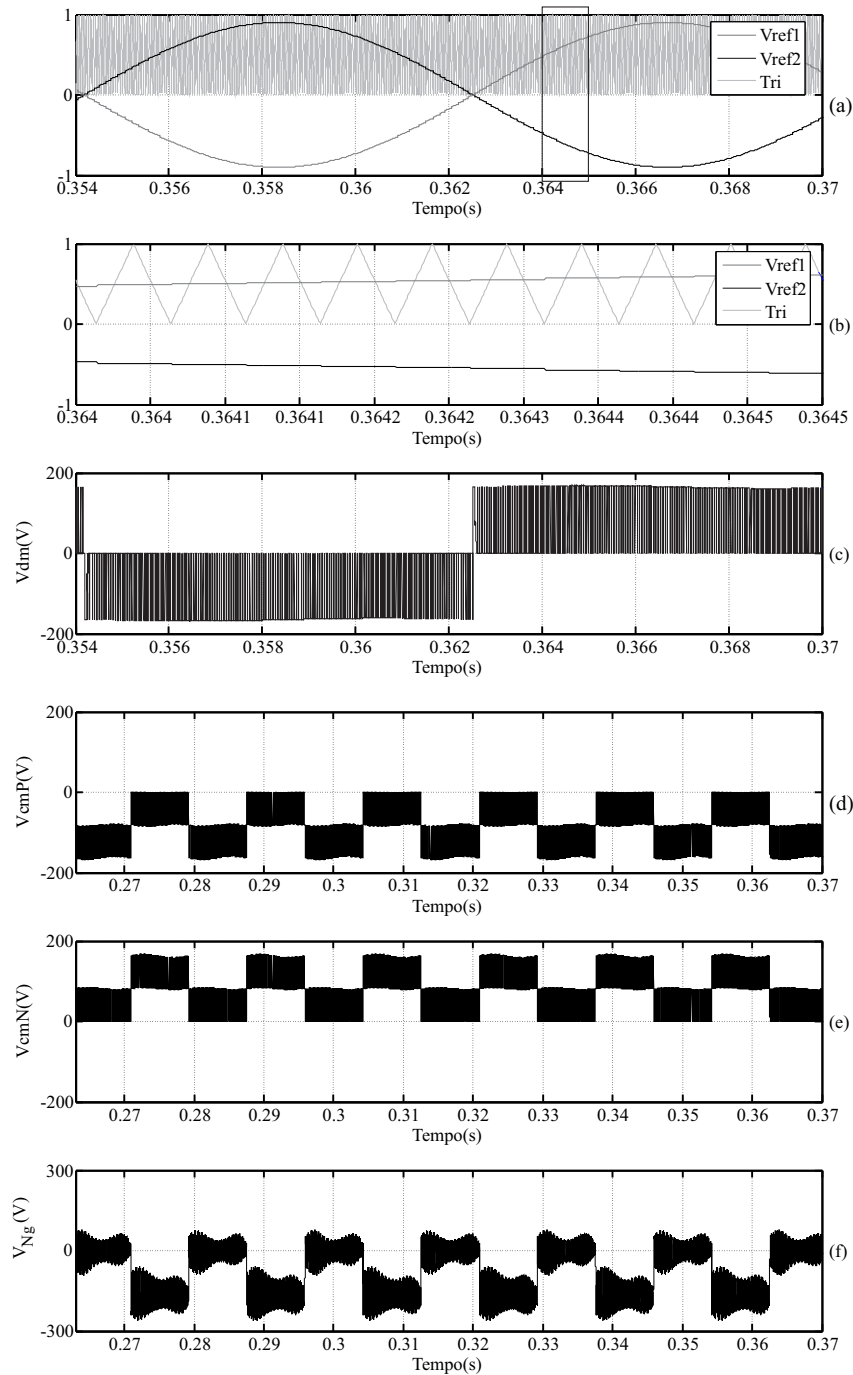 1
0
-1
Vref1
Vref2
Tri
(a)
0.354 0.356 0.358 0.36 0.362 0.364 0.366 0.368 0.37
Tempo(s)
1
0
-1
Vref1
Vref2
Tri
(b)
0.364 0.364 0.3641 0.3641 0.3642 0.3642 0.3643 0.3644 0.3644 0.3645 0.3645
Tempo(s)
Vdm(V)
200
0
-200
(c)
0.354 0.356 0.358 0.36 0.362 0.364 0.366 0.368 0.37
Tempo(s)
VcmP(V)
200
0
-200
(d)
0.27 0.28 0.29 0.3 0.31 0.32 0.33 0.34 0.35 0.36 0.37
Tempo(s)
VcmN(V)
200
0
-200
(e)
0.27 0.28 0.29 0.3 0.31 0.32 0.33 0.34 0.35 0.36 0.37
Tempo(s)
VNg(V)
300
0
-300
(f)
0.27 0.28 0.29 0.3 0.31 0.32 0.33 0.34 0.35 0.36 0.37
Tempo(s)